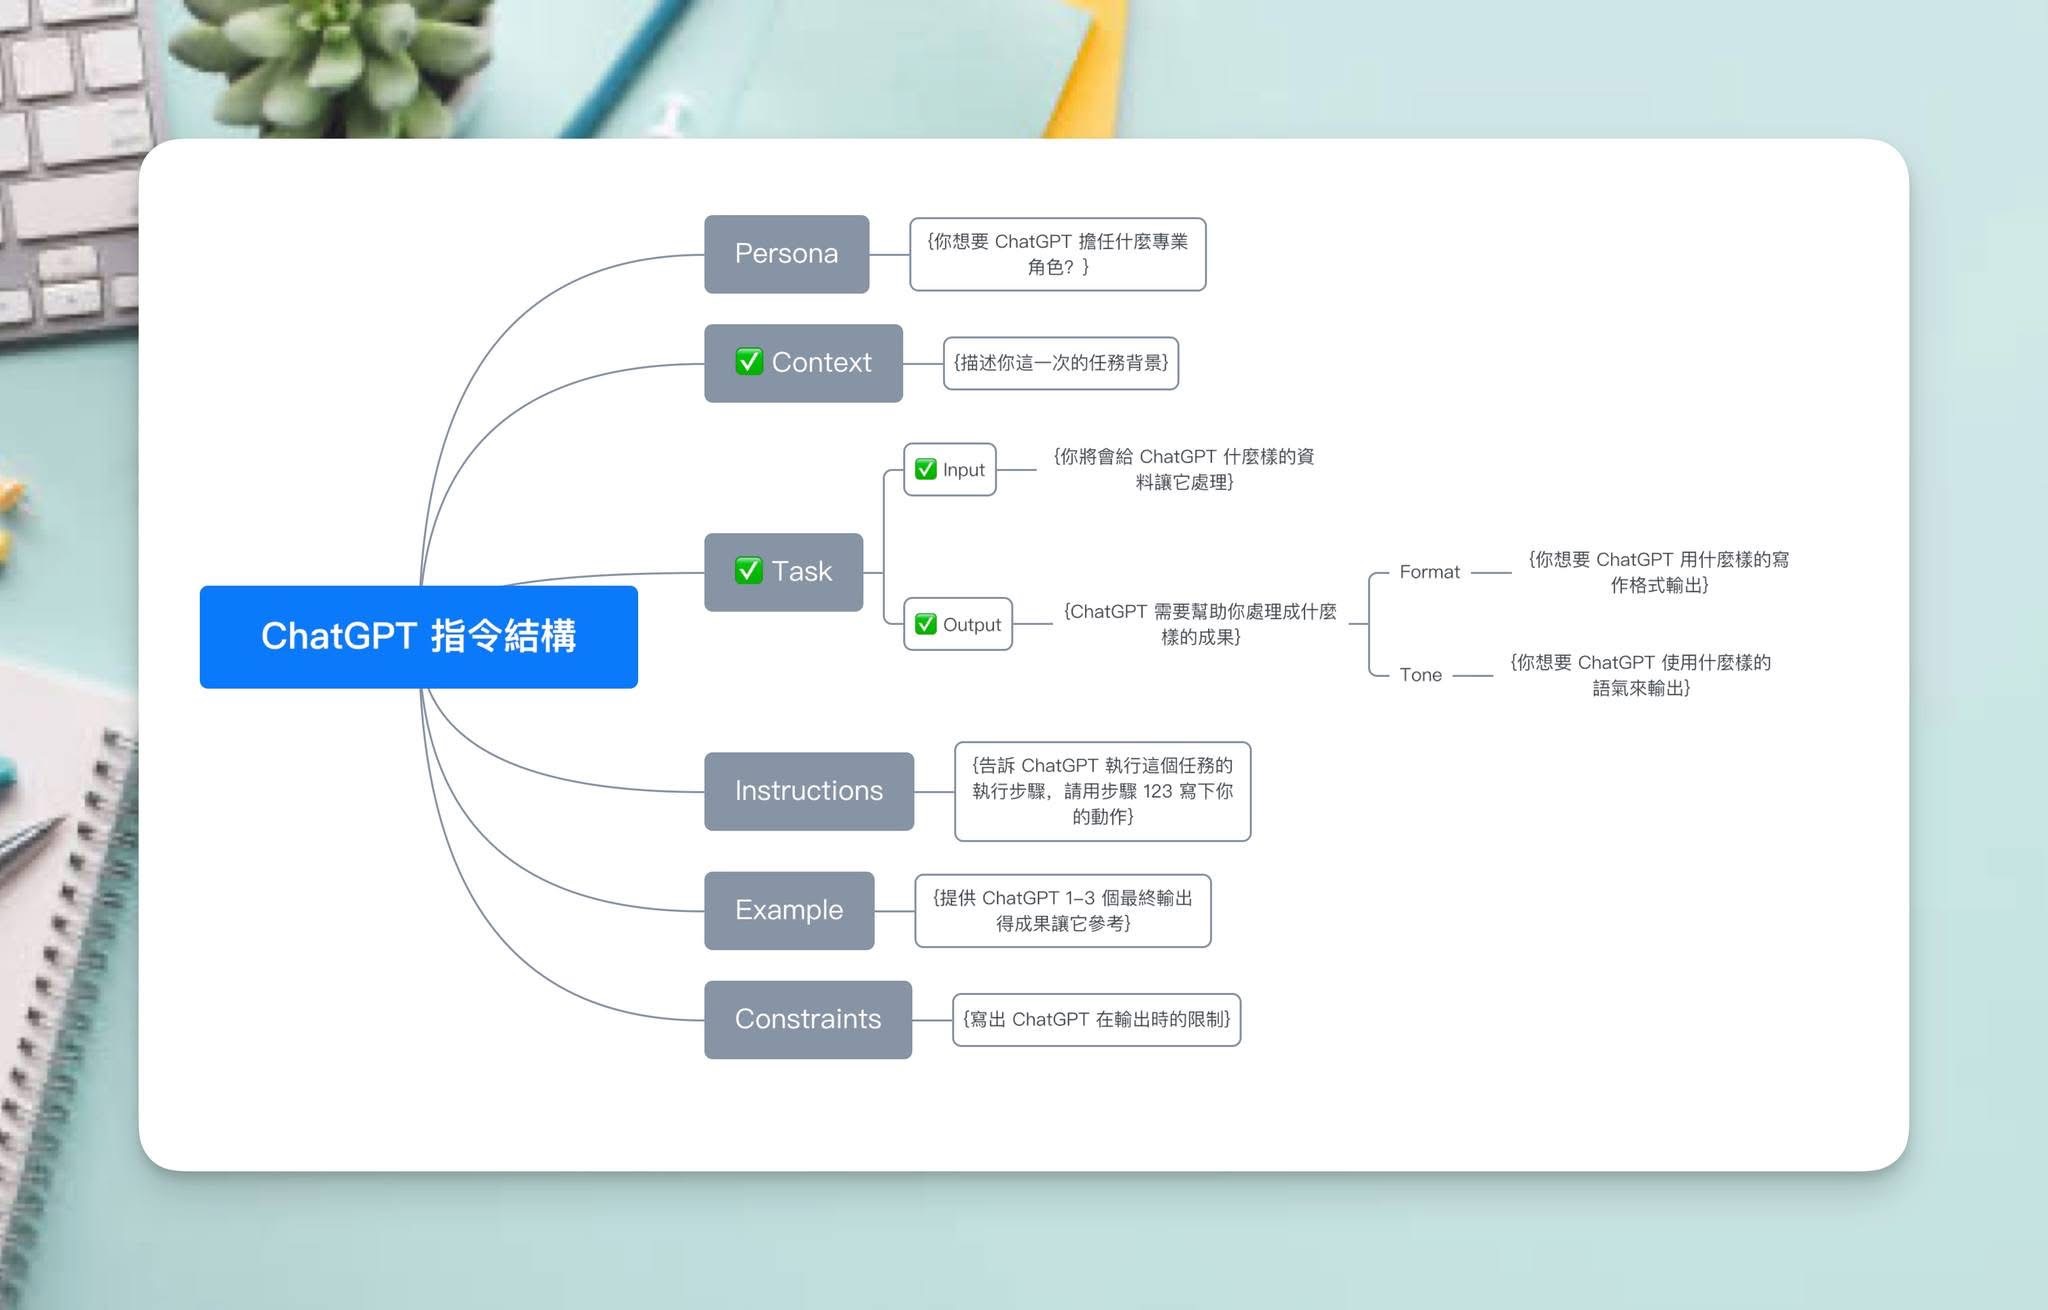 Persona
{你想要 ChatGPT 擔任什麼專業
角色？}
✅ Context
{描述你這一次的任務背景}
✅ Input
{你將會給 ChatGPT 什麼樣的資
料讓它處理}
✅ Task
✅ Output
{ChatGPT 需要幫助你處理成什麼
樣的成果}
Format
{你想要 ChatGPT 用什麼樣的寫
作格式輸出}
Tone
{你想要 ChatGPT 使用什麼樣的
語氣來輸出}
ChatGPT 指令結構
Instructions
{告訴 ChatGPT 執行這個任務的
執行步驟，請用步驟 123 寫下你
的動作}
Example
{提供 ChatGPT 1–3 個最終輸出
得成果讓它參考}
Constraints
{寫出 ChatGPT 在輸出時的限制}